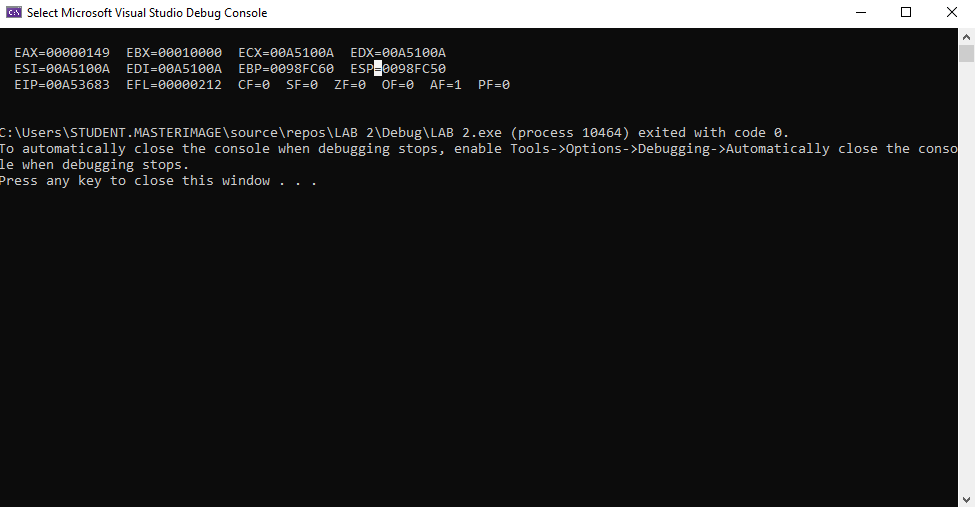 Select Microsoft Visual Studio Debug Console
EAX=00000149  EBX=00010000  ECX=00A5100A  EDX=00A5100A
ESI=00A5100A  EDI=00A5100A  EBP=0098FC60  ESP=0098FC50
EIP=00A53683  EFL=00000212  CF=0  SF=0  ZF=0  OF=0  AF=1  PF=0
C:\Users\STUDENT.MASTERIMAGE\source\repos\LAB 2\Debug\LAB 2.exe (process 10464) exited with code 0.
To automatically close the console when debugging stops, enable Tools->Options->Debugging->Automatically close the conso
le when debugging stops.
Press any key to close this window . . .